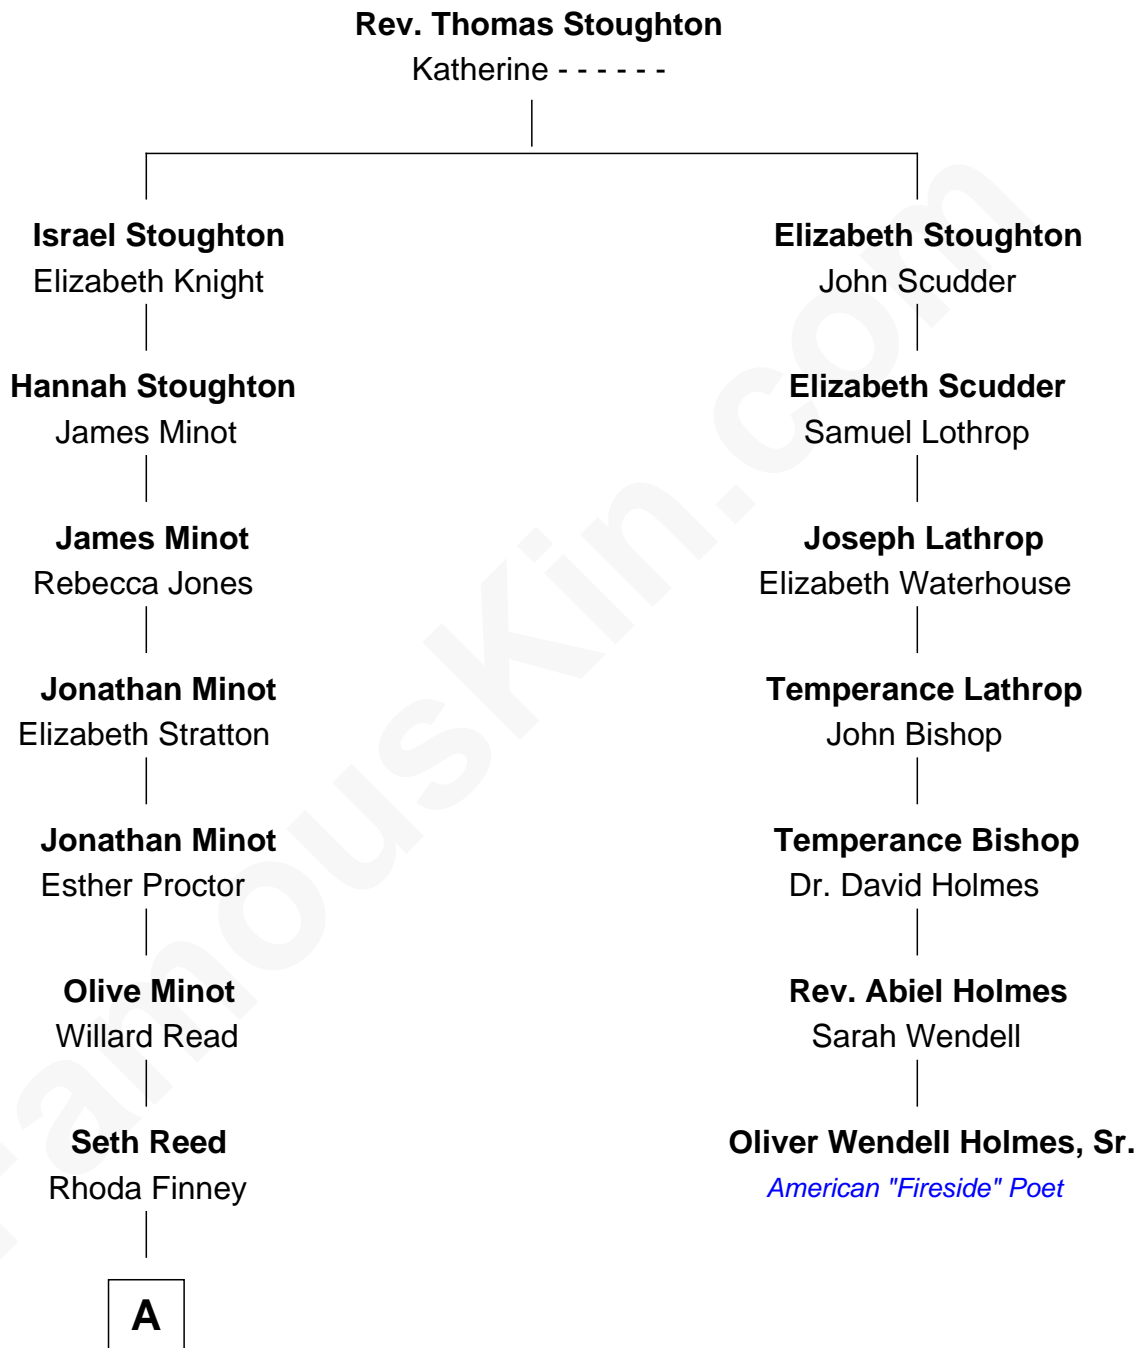 Rev. Thomas Stoughton
Katherine - - - - - -
Israel Stoughton
Elizabeth Knight
Hannah Stoughton
James Minot
James Minot
Rebecca Jones
Jonathan Minot
Elizabeth Stratton
Jonathan Minot
Esther Proctor
Olive Minot
Willard Read
Seth Reed
Rhoda Finney
A
Elizabeth Stoughton
John Scudder
Elizabeth Scudder
Samuel Lothrop
Joseph Lathrop
Elizabeth Waterhouse
Temperance Lathrop
John Bishop
Temperance Bishop
Dr. David Holmes
Rev. Abiel Holmes
Sarah Wendell
Oliver Wendell Holmes, Sr.
American "Fireside" Poet
FamousKin.com